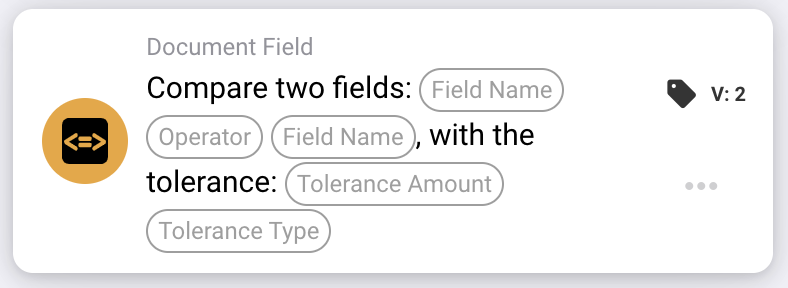 Document Field
Compare two fields: Field Name
Operator Field Name, with the
tolerance: Tolerance Amount
Tolerance Type
<=>
V: 2